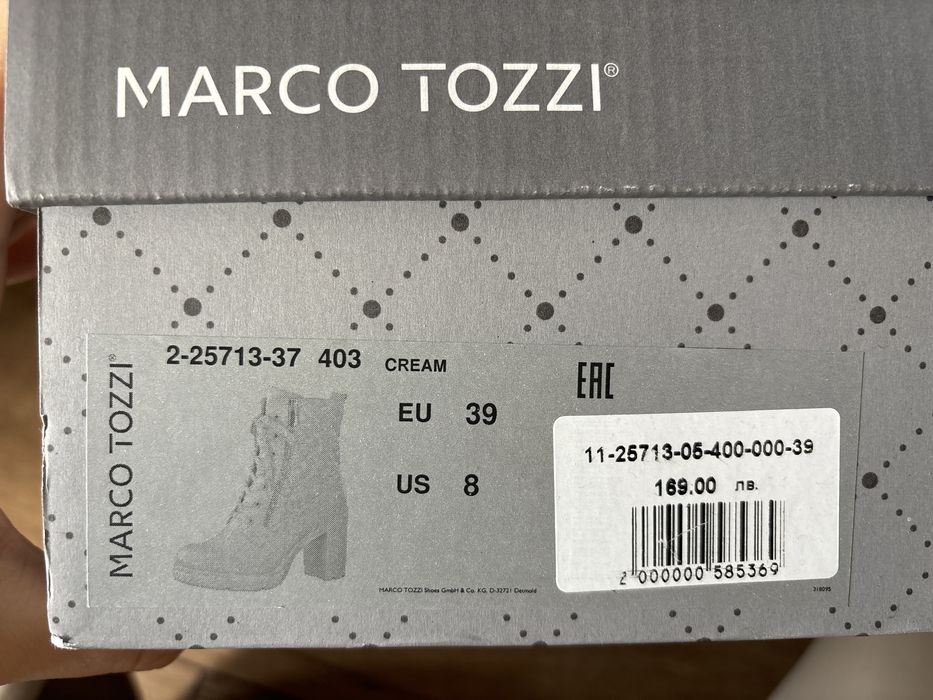 MARCO TOZZI®
MARCO TOZZI®
2-25713-37 403 CREAM
EU 39
US 8
EAC
11-25713-05-400-000-39
169.00 лв.
2 000000 585369
MARCO TOZZI Shoes GmbH & Co. KG, D-32721 Detmold
318095